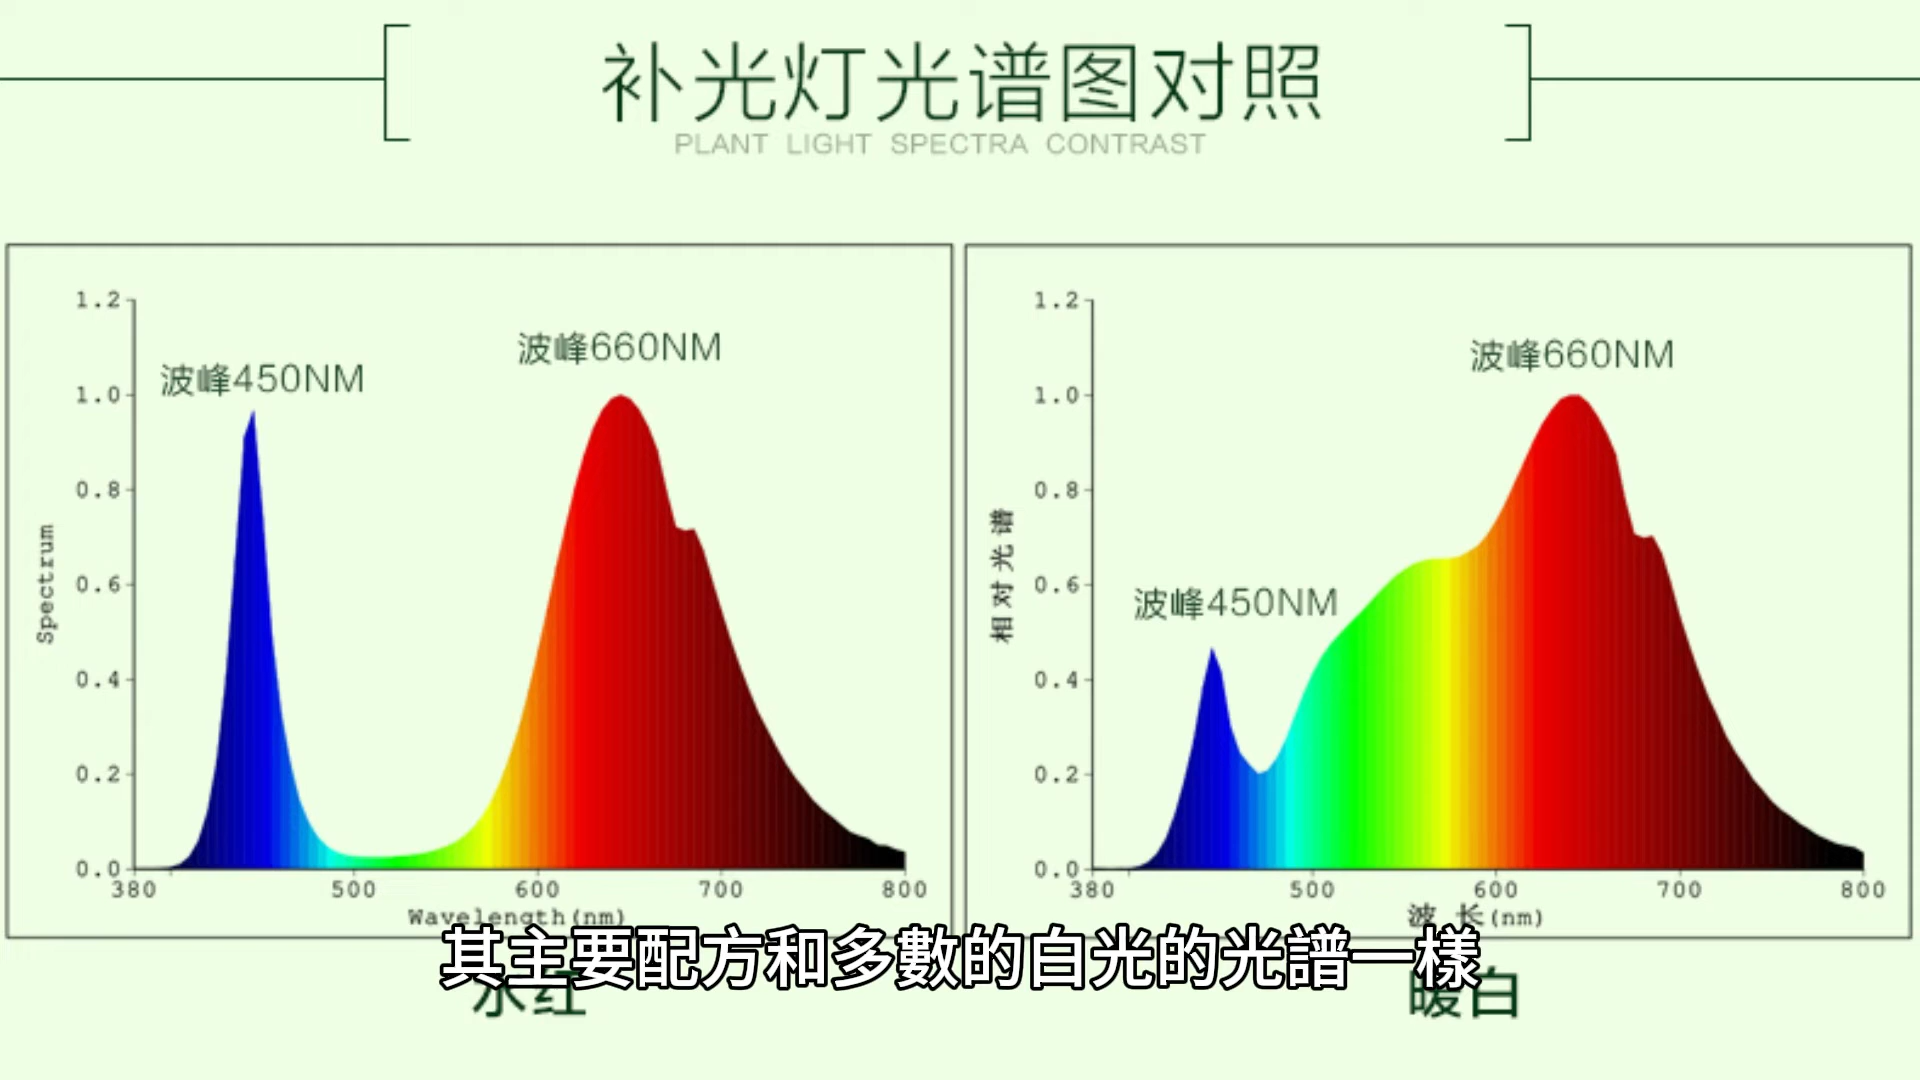 补光灯光谱图对照
PLANT LIGHT SPECTRA CONTRAST
波峰450NM
波峰660NM
Spectrum
1.2
1.0
0.8
0.6
0.4
0.2
0.0
380 500 600 700 800
Wavelength(nm)
水红
波峰450NM
波峰660NM
相对光谱
1.2
1.0
0.8
0.6
0.4
0.2
0.0
380 500 600 700 800
波 长(nm)
暖白
其主要配方和多數的白光的光譜一樣